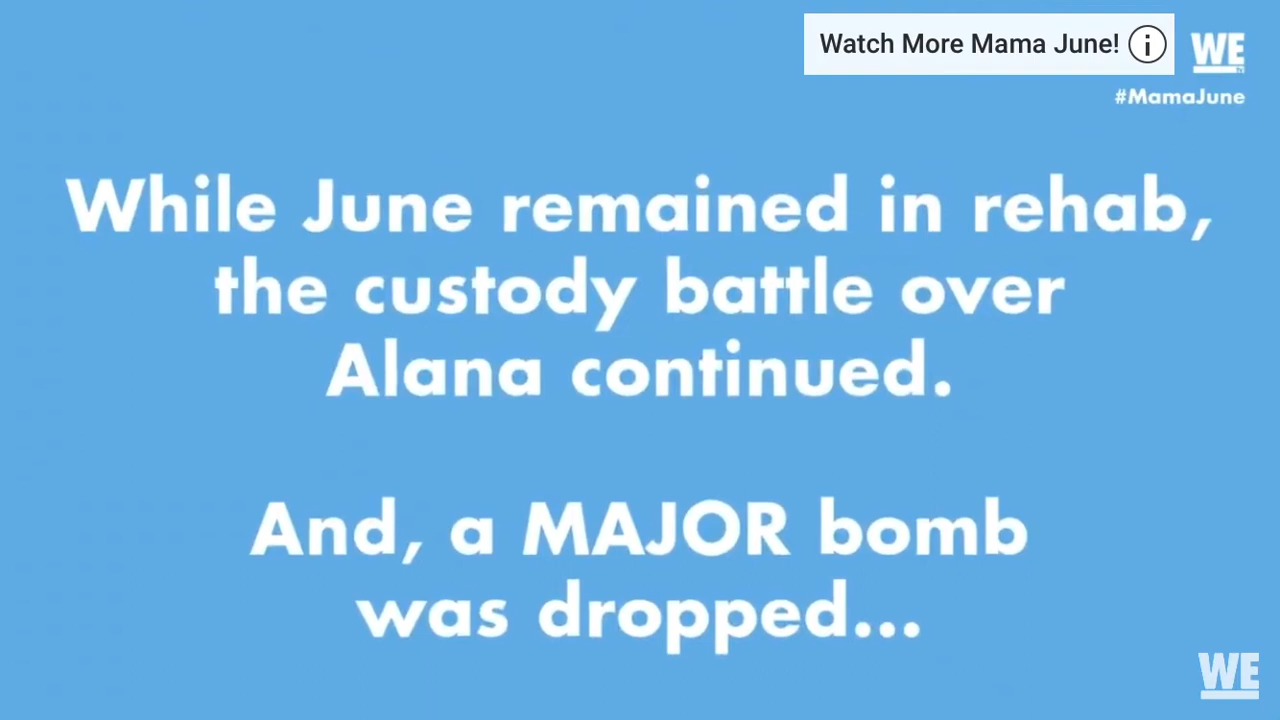 Watch More Mama June! i
WE tv
#MamaJune
While June remained in rehab,
the custody battle over
Alana continued.
And, a MAJOR bomb
was dropped...
WE